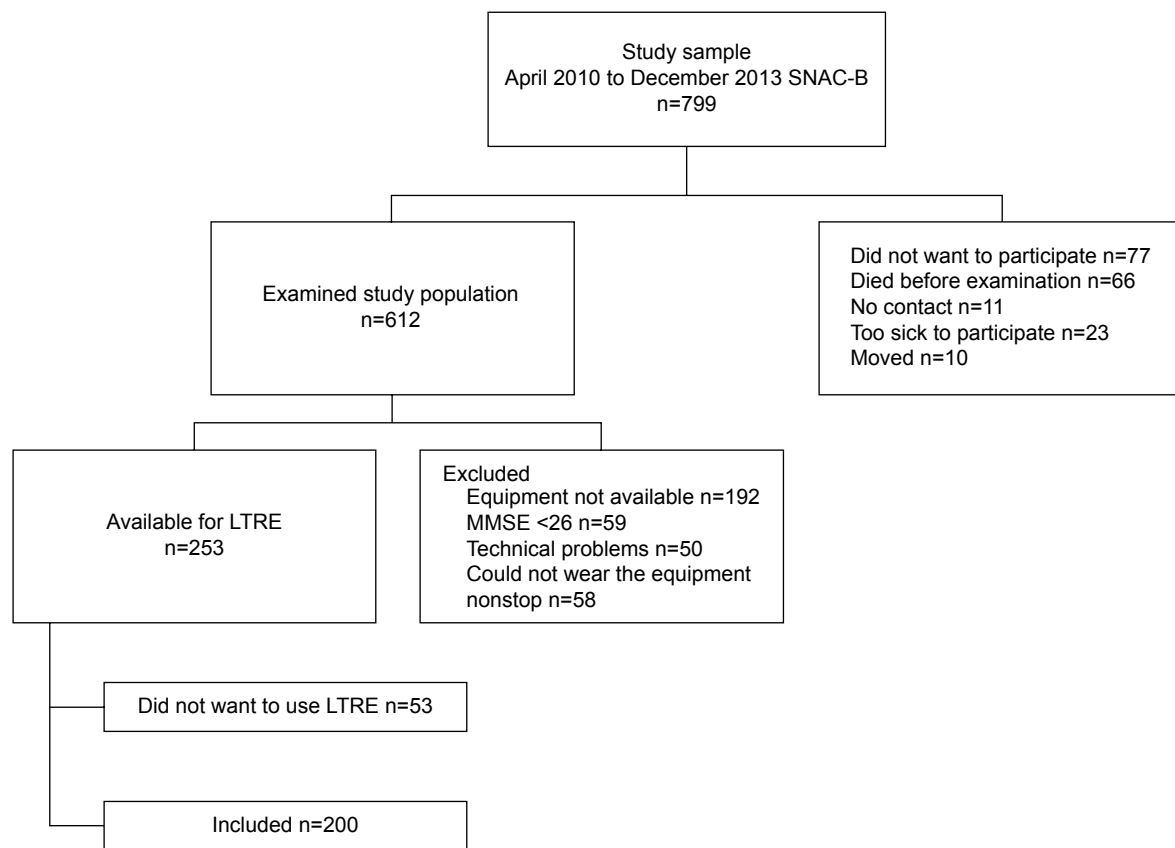 Study sample
April 2010 to December 2013 SNAC-B
n=799
Examined study population
n=612
Did not want to participate n=77
Died before examination n=66
No contact n=11
Too sick to participate n=23
Moved n=10
Available for LTRE
n=253
Excluded
Equipment not available n=192
MMSE <26 n=59
Technical problems n=50
Could not wear the equipment
nonstop n=58
Did not want to use LTRE n=53
Included n=200